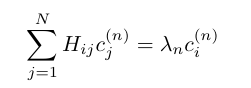 \sum_{j=1}^{N} H_{ij} c_j^{(n)} = \lambda_n c_i^{(n)}